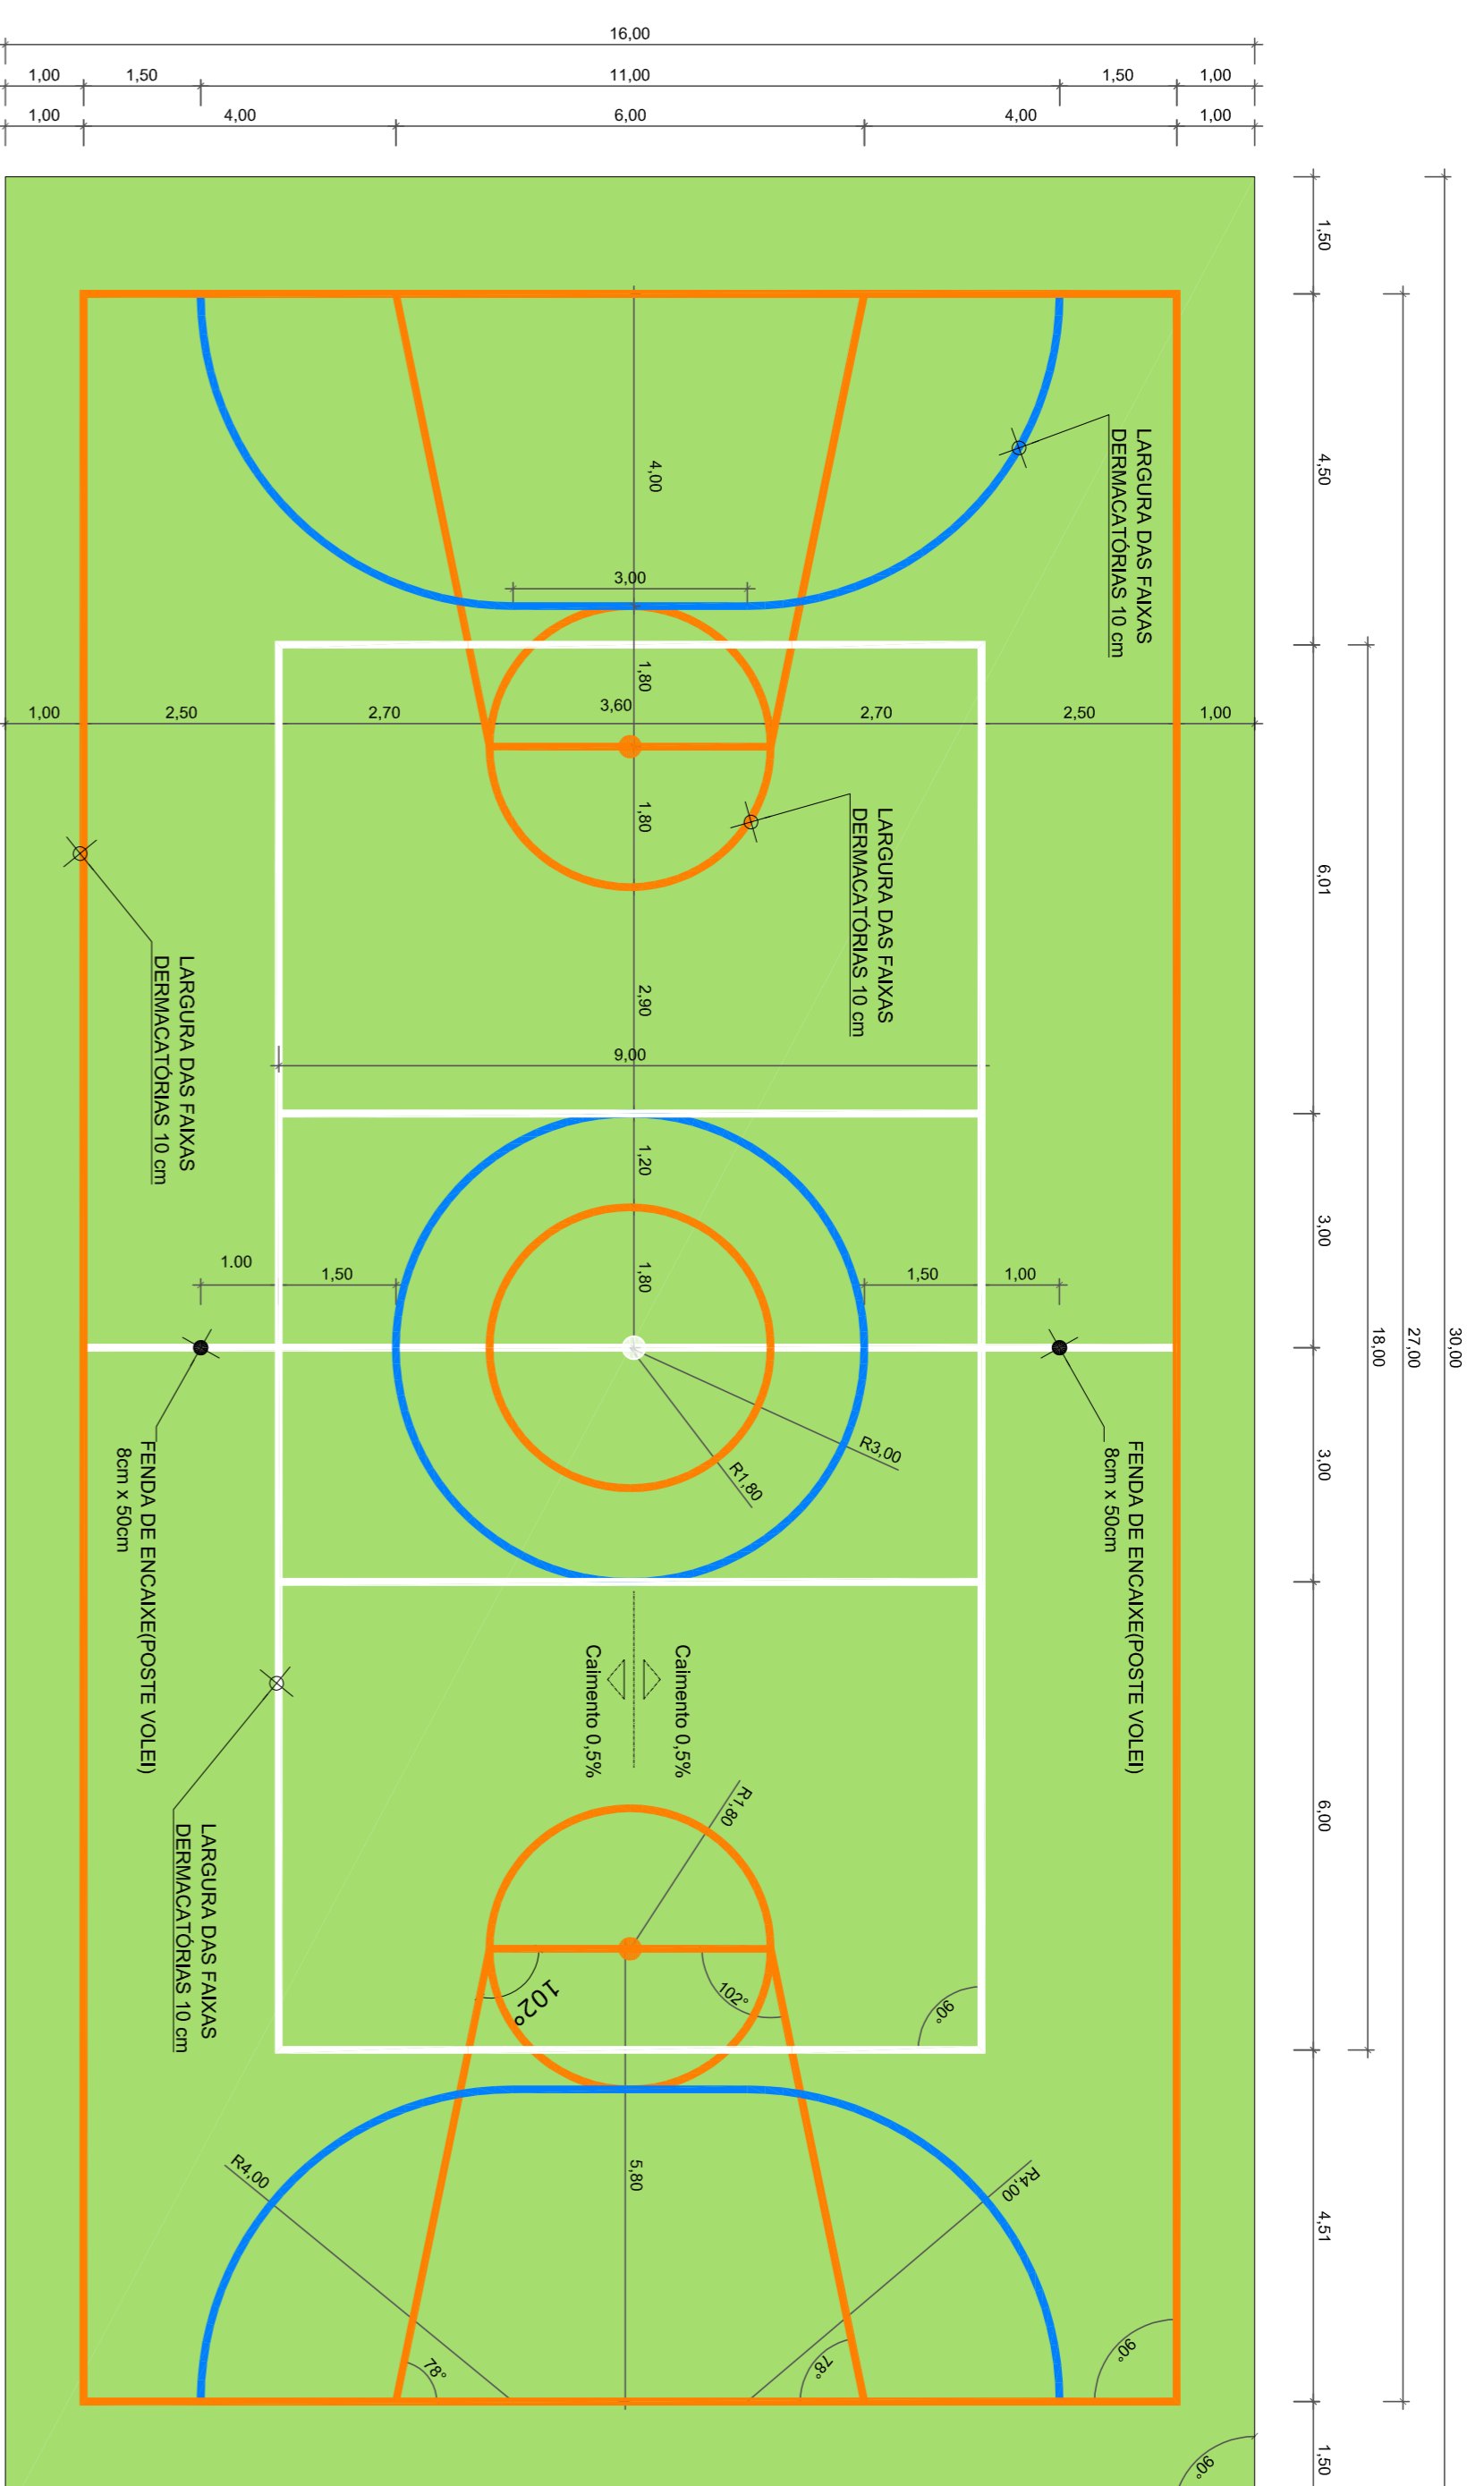 16,00
1,00 1,50 11,00 1,50 1,00
1,00 4,00 6,00 4,00 1,00
1,50
4,50
6,01
3,00
3,00
6,00
4,51
1,50
18,00
27,00
30,00
LARGURA DAS FAIXAS
DERMACATÓRIAS 10 cm
4,00
3,00
1,80
1,00 2,50 2,70 3,60 2,70 2,50 1,00
1,80
LARGURA DAS FAIXAS
DERMACATÓRIAS 10 cm
2,90
LARGURA DAS FAIXAS
DERMACATÓRIAS 10 cm
9,00
1,20
1.00 1,50 1,80 1,50 1,00
R3,00
R1,80
FENDA DE ENCAIXE(POSTE VOLEI)
8cm x 50cm
FENDA DE ENCAIXE(POSTE VOLEI)
8cm x 50cm
Caimento 0,5%
Caimento 0,5%
R1,80
LARGURA DAS FAIXAS
DERMACATÓRIAS 10 cm
102°
102°
90°
5,80
R4,00
R4,00
78°
78°
90°
90°